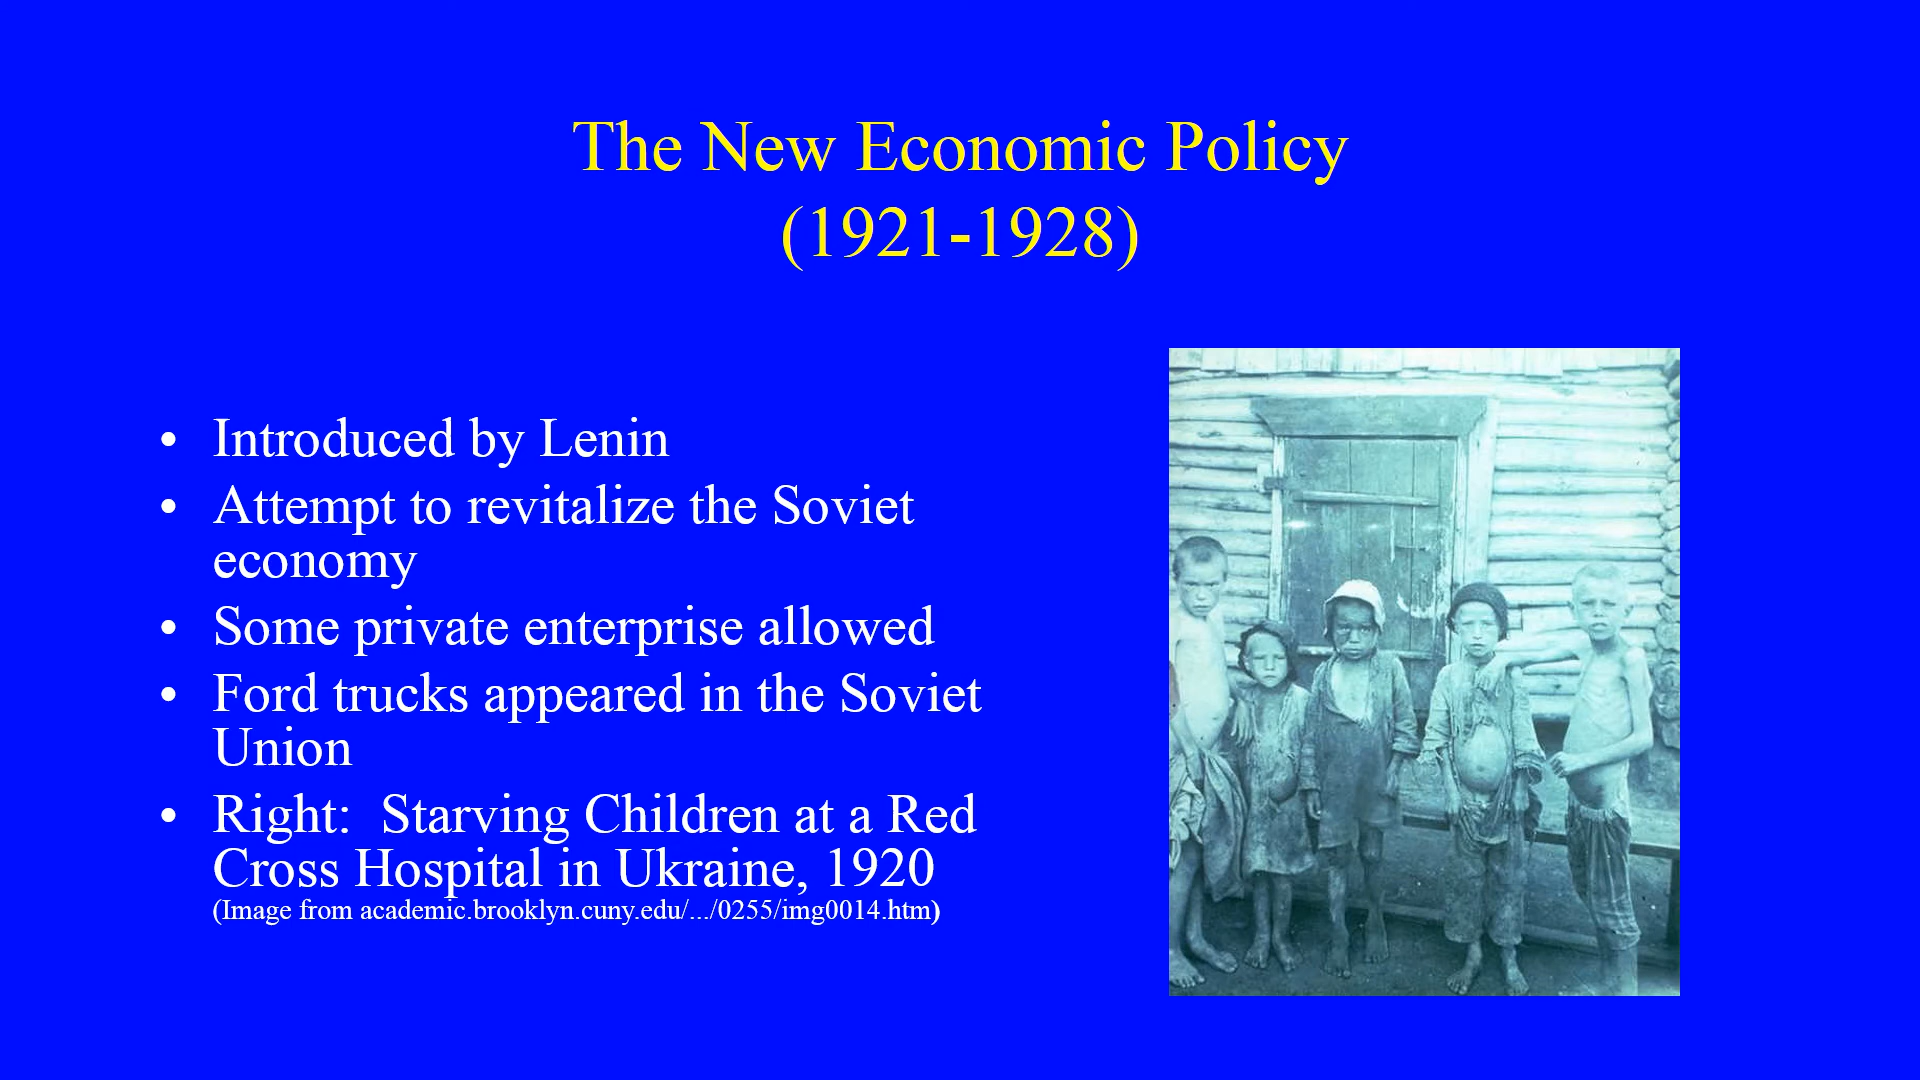 The New Economic Policy
(1921-1928)
• Introduced by Lenin
• Attempt to revitalize the Soviet
economy
• Some private enterprise allowed
• Ford trucks appeared in the Soviet
Union
• Right:  Starving Children at a Red
Cross Hospital in Ukraine, 1920
(Image from academic.brooklyn.cuny.edu/.../0255/img0014.htm)